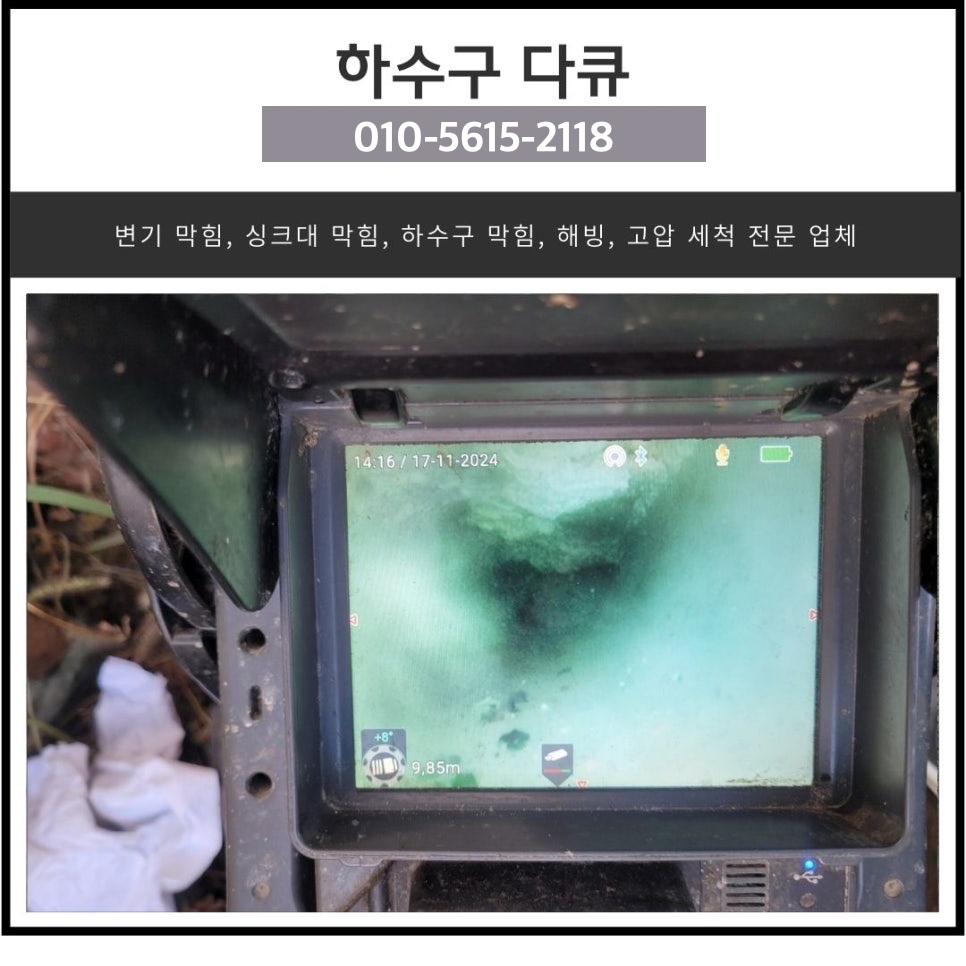 하수구 다큐
010-5615-2118
변기 막힘, 싱크대 막힘, 하수구 막힘, 해빙, 고압 세척 전문 업체
14:16 / 17-11-2024
+8°
9,85m